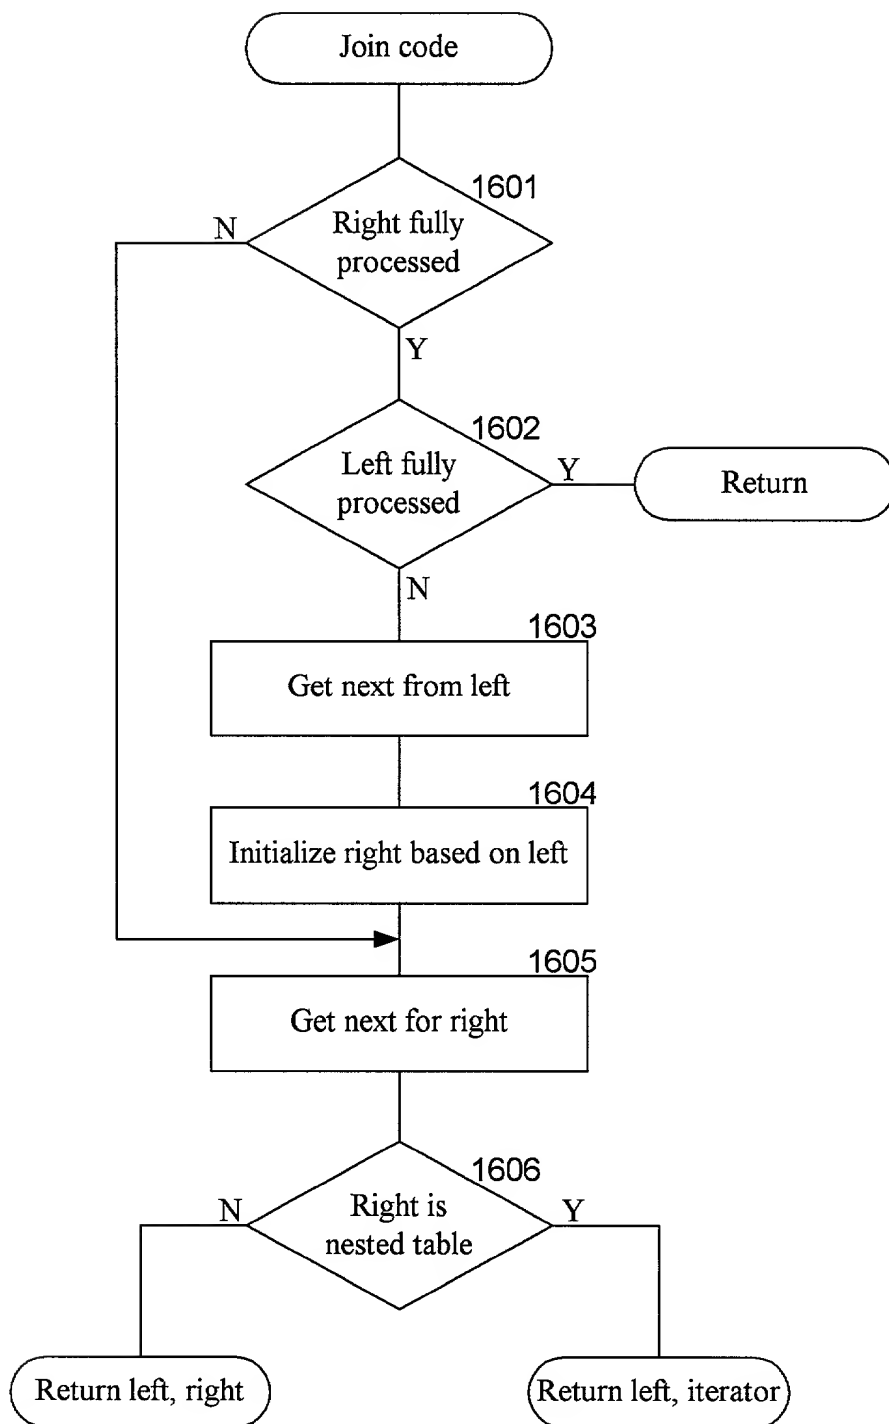 Join code
1601
Right fully
processed
N
Y
1602
Left fully
processed
Y
Return
N
1603
Get next from left
1604
Initialize right based on left
1605
Get next for right
1606
Right is
nested table
N
Y
Return left, right
Return left, iterator